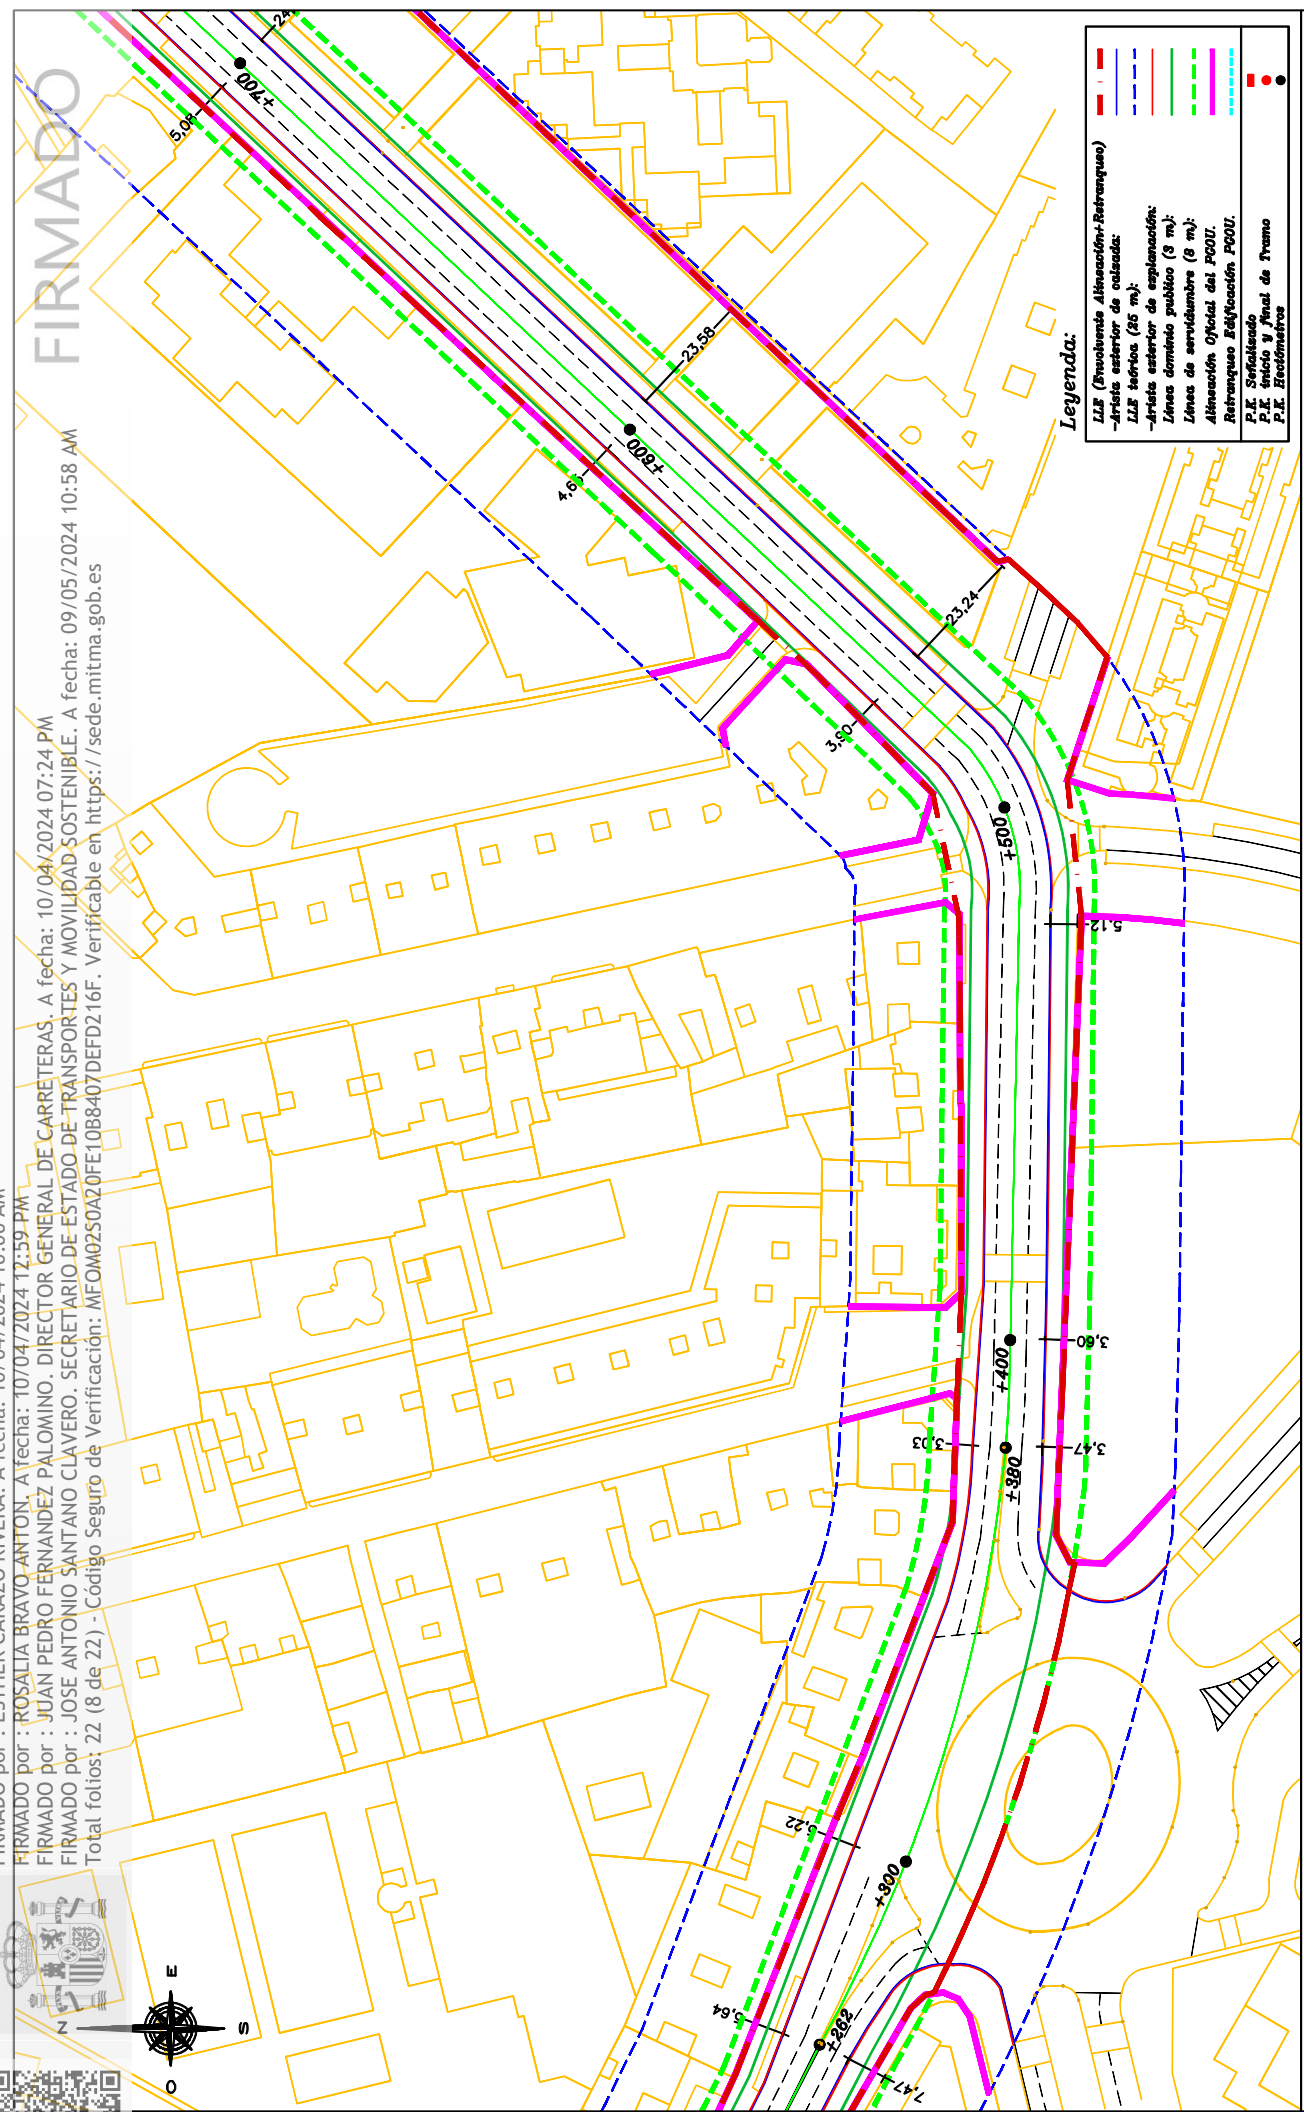 FIRMADO
FIRMADO por : ROSALIA BRAVO ANTON. A fecha: 10/04/2024 12:59 PM
FIRMADO por : JUAN PEDRO FERNANDEZ PALOMINO. DIRECTOR GENERAL DE CARRETERAS. A fecha: 10/04/2024 07:24 PM
FIRMADO por : JOSE ANTONIO SANTANO CLAVERO. SECRETARIO DE ESTADO DE TRANSPORTES Y MOVILIDAD SOSTENIBLE. A fecha: 09/05/2024 10:58 AM
Total folios: 22 (8 de 22) - Código Seguro de Verificación: MFOM02S0A20FE10B8407DEFD216F. Verificable en https://sede.mitma.gob.es
N
E
S
O
+700
5,08
+600
23,58
23,24
3,90
+500
5,12
+400
3,60
3,03
3,47
+380
+300
5,64
+262
7,47
Leyenda:
LLE (Envolvente Alineación+Retranqueo)
-Arista exterior de calzada:
LLE teórica (25 m):
-Arista exterior de explanación:
Línea dominio publico (3 m):
Línea de servidumbre (8 m):
Alineación Oficial del PGOU.
Retranqueo Edificación PGOU.
P.K. Señalizado
P.K. inicio y final de Tramo
P.K. Hectómetros